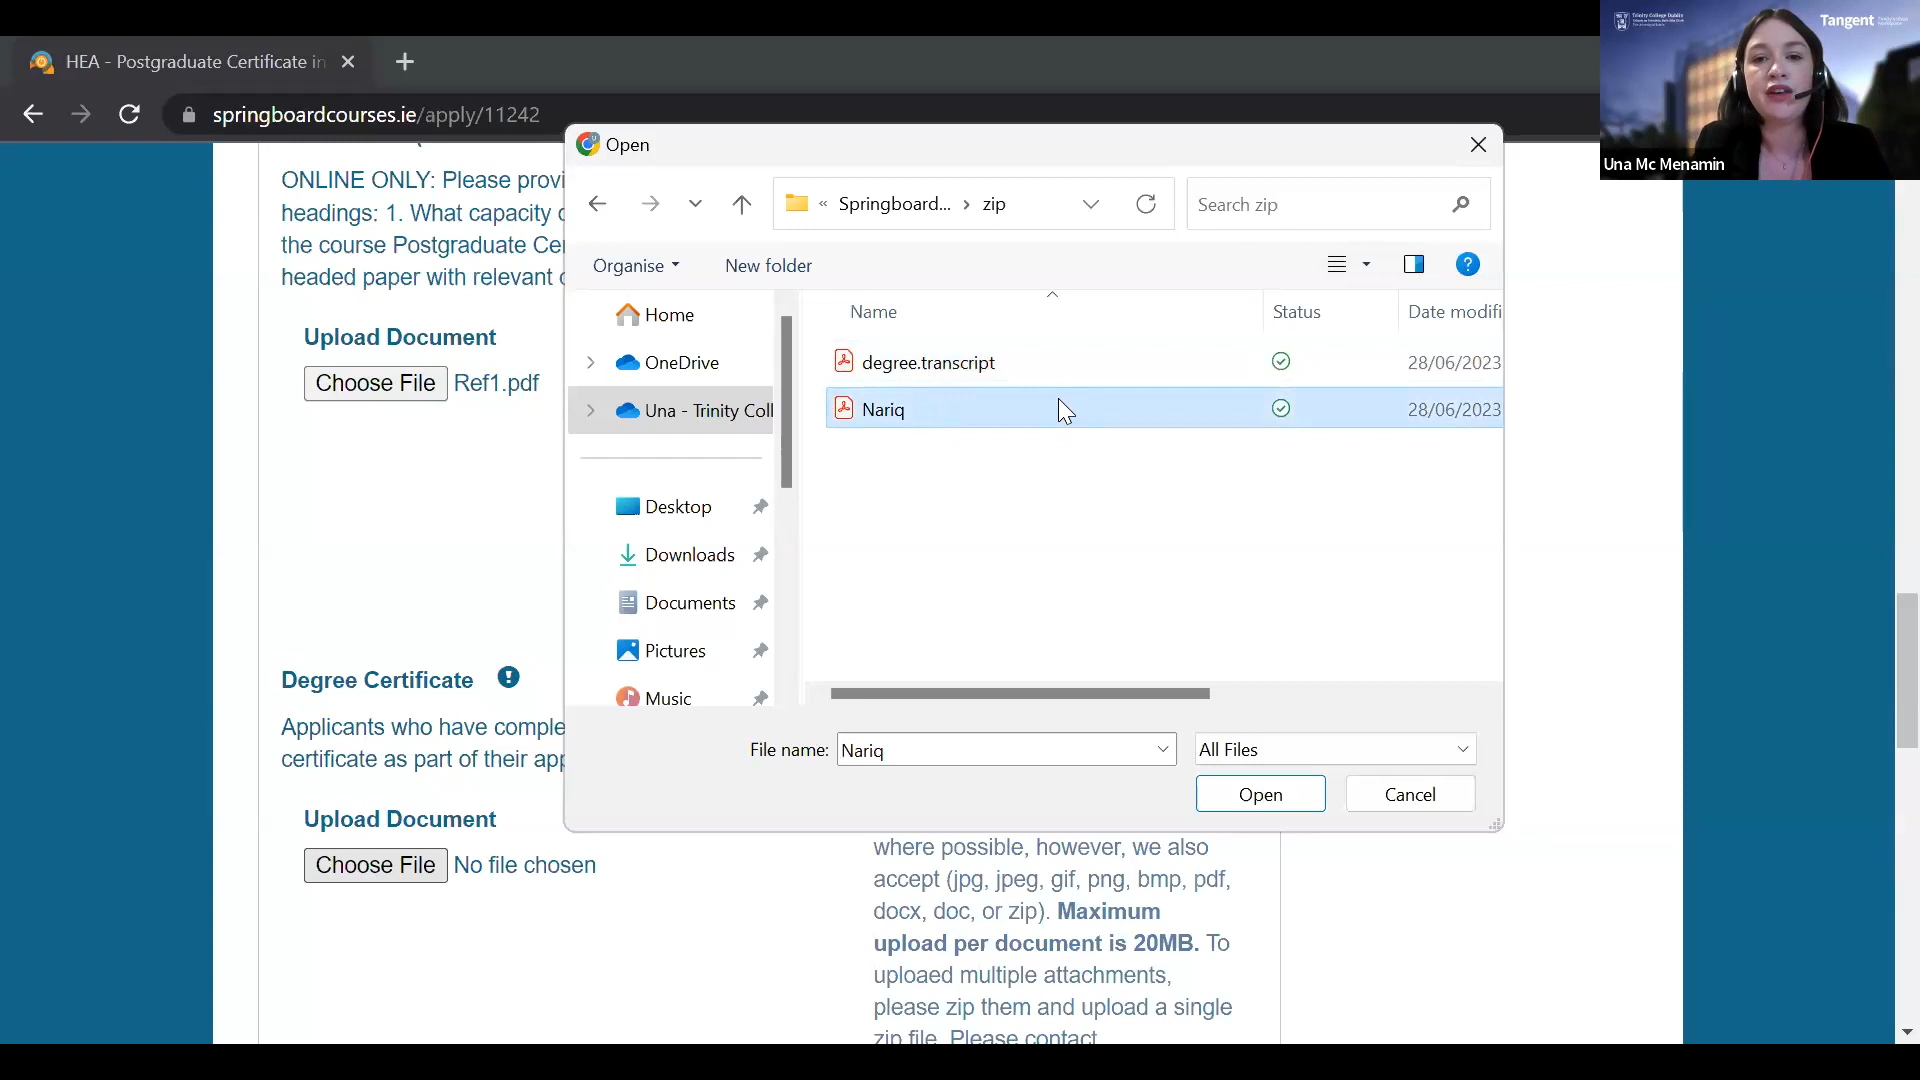 HEA - Postgraduate Certificate in
springboardcourses.ie/apply/11242
Trinity College Dublin
Tangent
Una Mc Menamin
ONLINE ONLY: Please provi
headings: 1. What capacity
the course Postgraduate Cer
headed paper with relevant
Upload Document
Choose File Ref1.pdf
Degree Certificate
Applicants who have comple
certificate as part of their app
Upload Document
Choose File No file chosen
Open
« Springboard... › zip
Search zip
Organise
New folder
Home
OneDrive
Una - Trinity Coll
Desktop
Downloads
Documents
Pictures
Music
Name Status Date modifi
degree.transcript 28/06/2023
Nariq 28/06/2023
File name: Nariq
All Files
Open Cancel
where possible, however, we also
accept (jpg, jpeg, gif, png, bmp, pdf,
docx, doc, or zip). Maximum
upload per document is 20MB. To
uploaed multiple attachments,
please zip them and upload a single
zip file. Please contact